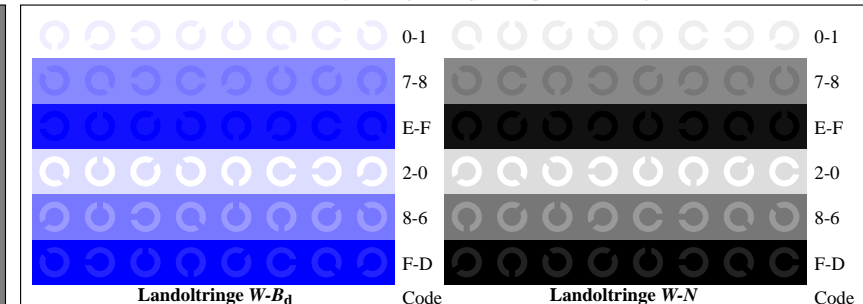 0-1 0-1
7-8 7-8
E-F E-F
2-0 2-0
8-6 8-6
F-D F-D
Landoltringe W-Bd Code Landoltringe W-N Code